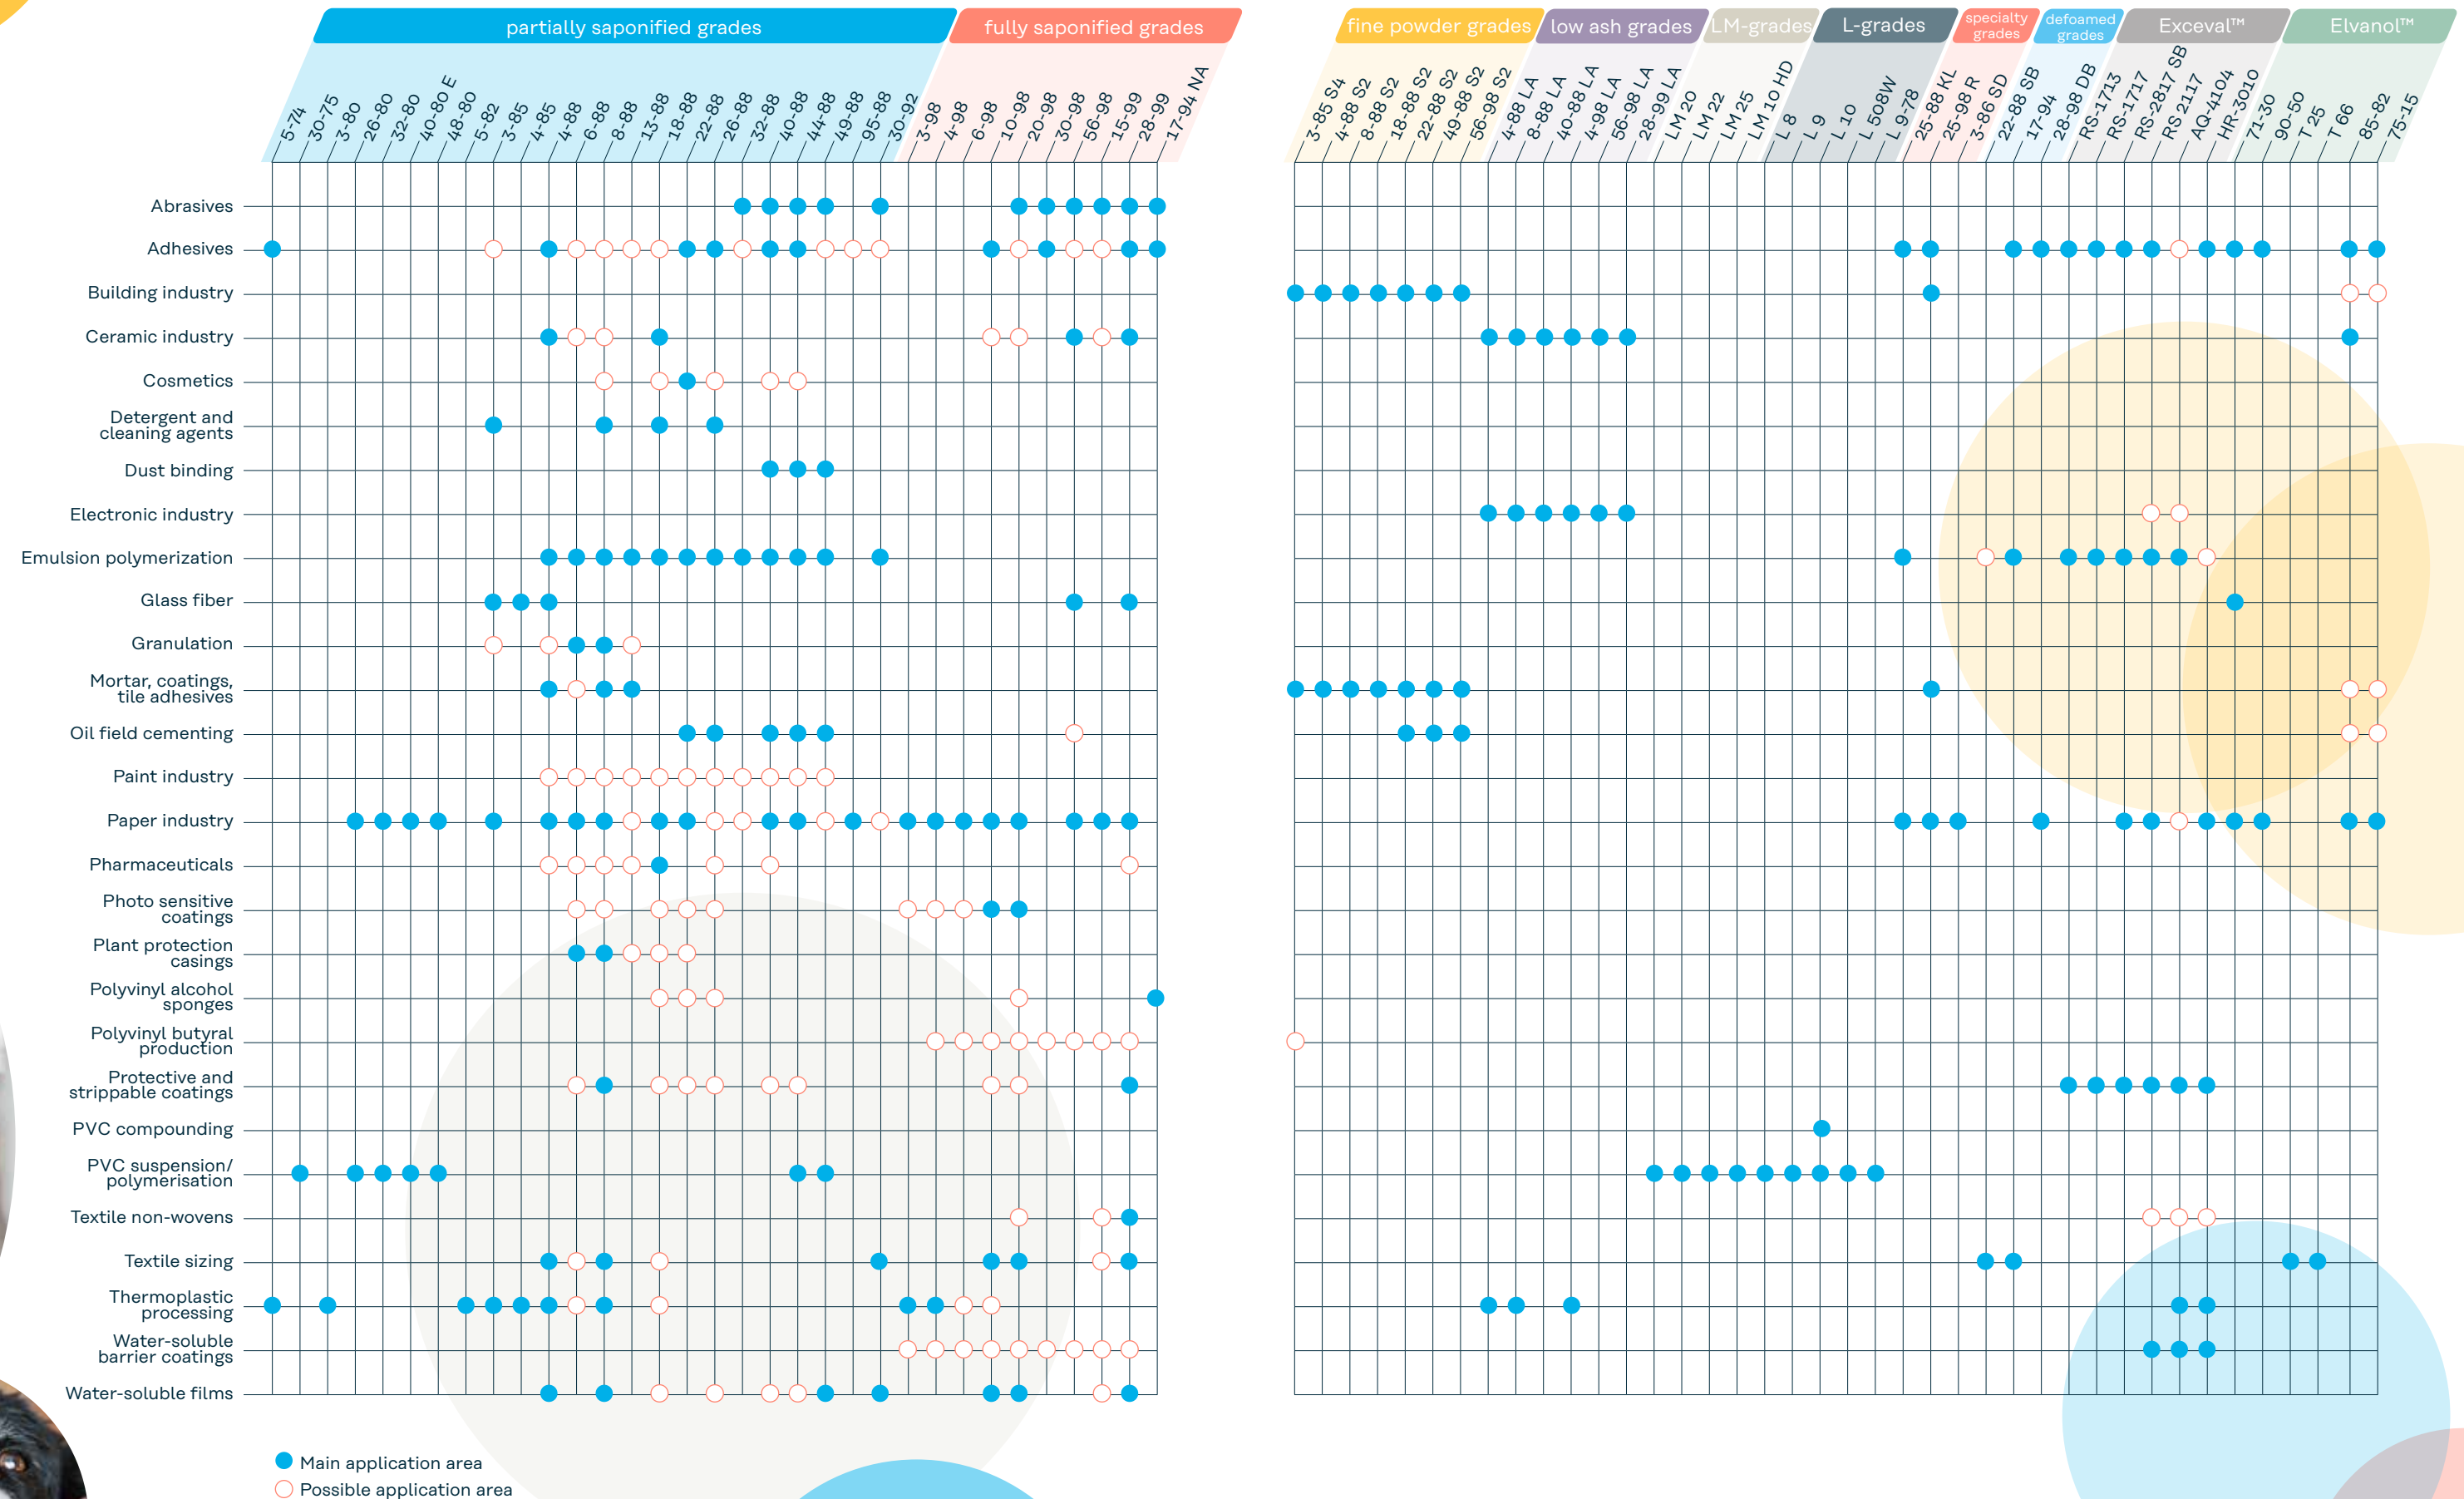 partially saponified grades
fully saponified grades
fine powder grades
low ash grades
LM-grades
L-grades
specialty
grades
defoamed
grades
Exceval™
Elvanol™
5-74
30-75
3-80
26-80
32-80
40-80 E
48-80
5-82
3-85
4-85
4-88
6-88
8-88
13-88
18-88
22-88
26-88
32-88
40-88
44-88
49-88
95-88
30-92
3-98
4-98
6-98
10-98
20-98
30-98
56-98
15-99
28-99
17-94 NA
3-85 S4
4-88 S2
8-88 S2
18-88 S2
22-88 S2
49-88 S2
56-98 S2
4-88 LA
8-88 LA
40-88 LA
4-98 LA
56-98 LA
28-99 LA
LM 20
LM 22
LM 25
LM 10 HD
L 8
L 9
L 10
L 508W
L 9-78
25-88 KL
25-98 R
3-86 SD
22-88 SB
17-94
28-98 DB
RS-1713
RS-1717
RS-2817 SB
RS 2117
AQ-4104
HR-3010
71-30
90-50
T 25
T 66
85-82
75-15
Abrasives
Adhesives
Building industry
Ceramic industry
Cosmetics
Detergent and
cleaning agents
Dust binding
Electronic industry
Emulsion polymerization
Glass fiber
Granulation
Mortar, coatings,
tile adhesives
Oil field cementing
Paint industry
Paper industry
Pharmaceuticals
Photo sensitive
coatings
Plant protection
casings
Polyvinyl alcohol
sponges
Polyvinyl butyral
production
Protective and
strippable coatings
PVC compounding
PVC suspension/
polymerisation
Textile non-wovens
Textile sizing
Thermoplastic
processing
Water-soluble
barrier coatings
Water-soluble films
Main application area
Possible application area